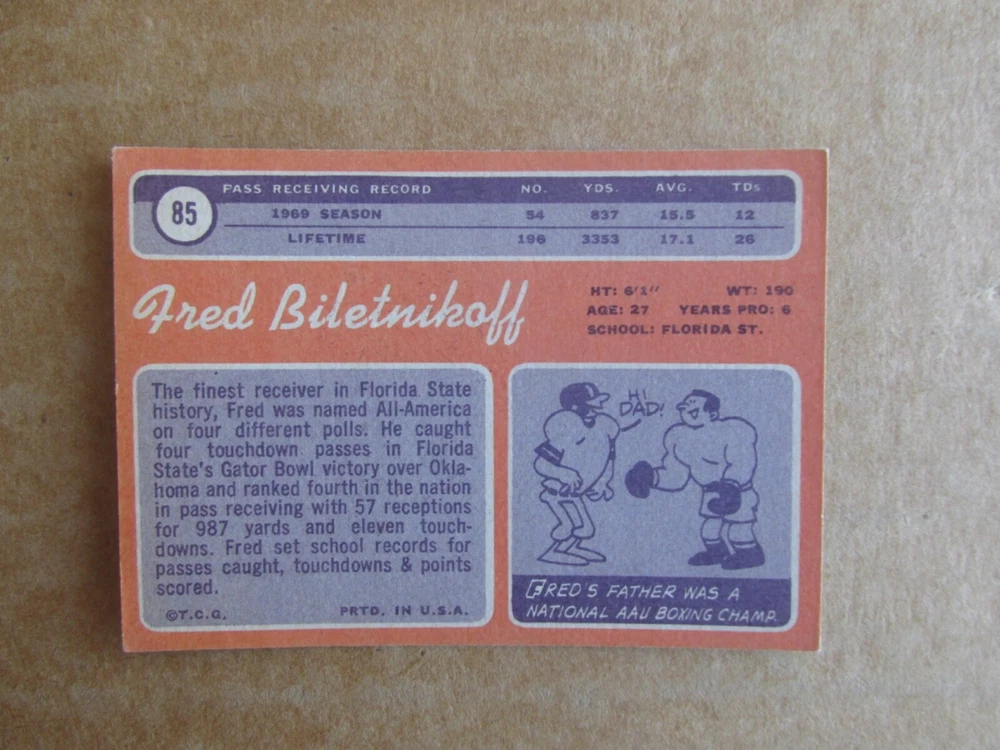 85
PASS RECEIVING RECORD NO. YDS. AVG. TDs
1969 SEASON 54 837 15.5 12
LIFETIME 196 3353 17.1 26
Fred Biletnikoff
HT: 6'1" WT: 190
AGE: 27 YEARS PRO: 6
SCHOOL: FLORIDA ST.
The finest receiver in Florida State
history, Fred was named All-America
on four different polls. He caught
four touchdown passes in Florida
State's Gator Bowl victory over Okla-
homa and ranked fourth in the nation
in pass receiving with 57 receptions
for 987 yards and eleven touch-
downs. Fred set school records for
passes caught, touchdowns & points
scored.
©T.C.G. PRTD. IN U.S.A.
HI
DAD!
FRED'S FATHER WAS A
NATIONAL AAU BOXING CHAMP.